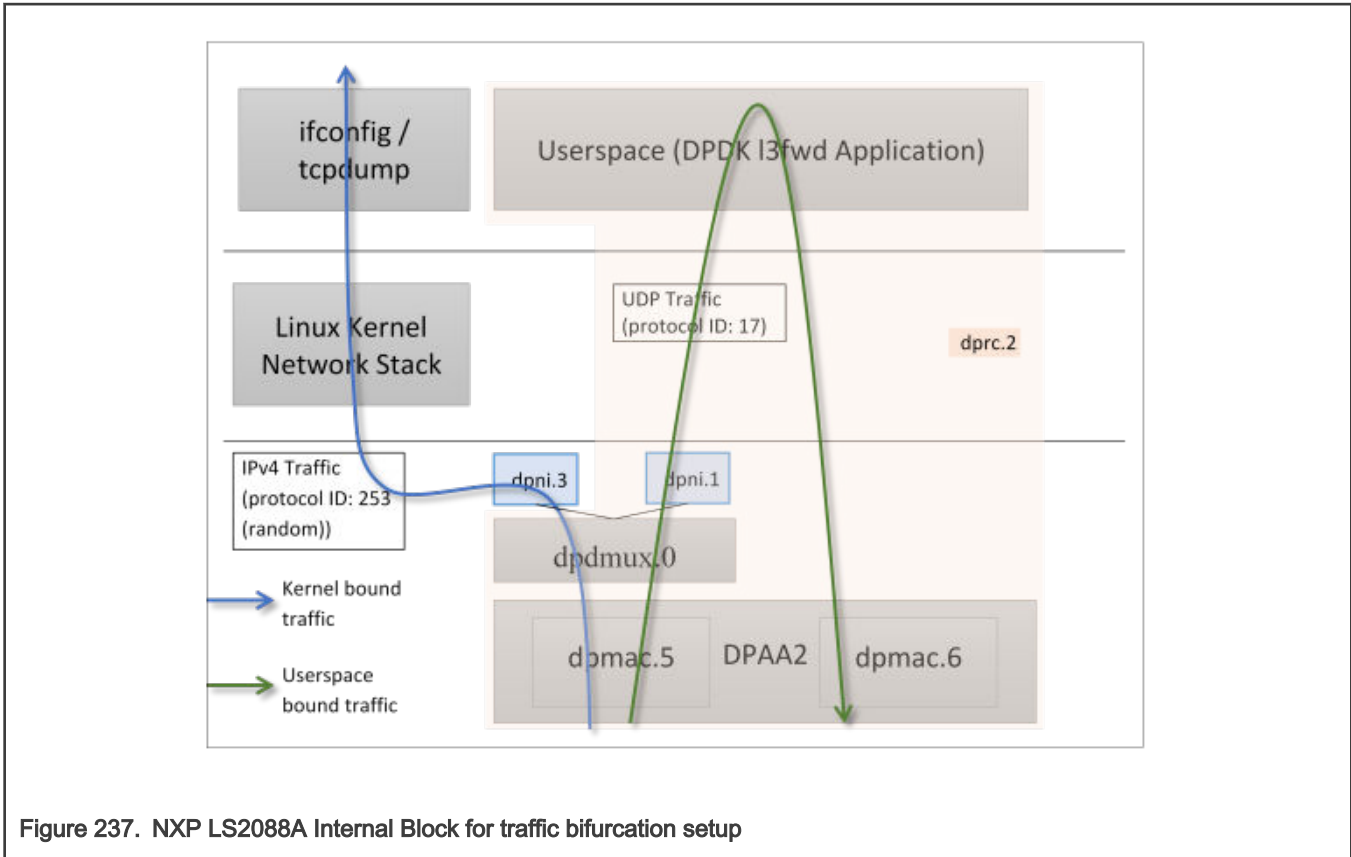 ifconfig /
tcpdump
Userspace (DPDK l3fwd Application)
Linux Kernel
Network Stack
UDP Traffic
(protocol ID: 17)
dprc.2
IPv4 Traffic
(protocol ID: 253
(random))
dpni.3
dpni.1
dpdmux.0
Kernel bound
traffic
dpmac.5
DPAA2
dpmac.6
Userspace
bound traffic
Figure 237. NXP LS2088A Internal Block for traffic bifurcation setup